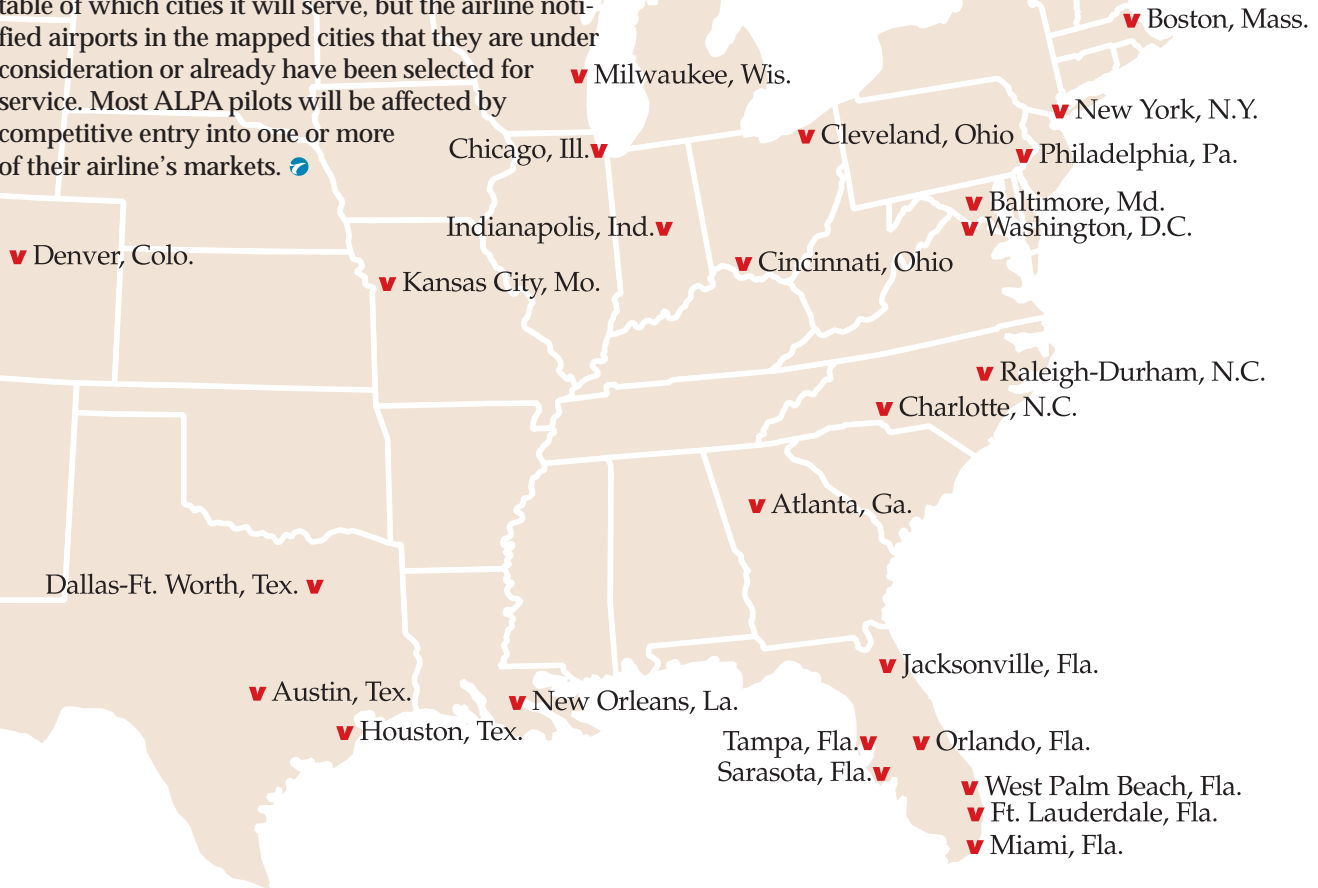 table of which cities it will serve, but the airline noti-
fied airports in the mapped cities that they are under
consideration or already have been selected for
service. Most ALPA pilots will be affected by
competitive entry into one or more
of their airline's markets.
Boston, Mass.
Milwaukee, Wis.
New York, N.Y.
Cleveland, Ohio
Chicago, Ill.
Philadelphia, Pa.
Baltimore, Md.
Indianapolis, Ind.
Washington, D.C.
Denver, Colo.
Cincinnati, Ohio
Kansas City, Mo.
Raleigh-Durham, N.C.
Charlotte, N.C.
Atlanta, Ga.
Dallas-Ft. Worth, Tex.
Jacksonville, Fla.
Austin, Tex.
New Orleans, La.
Houston, Tex.
Tampa, Fla.
Orlando, Fla.
Sarasota, Fla.
West Palm Beach, Fla.
Ft. Lauderdale, Fla.
Miami, Fla.